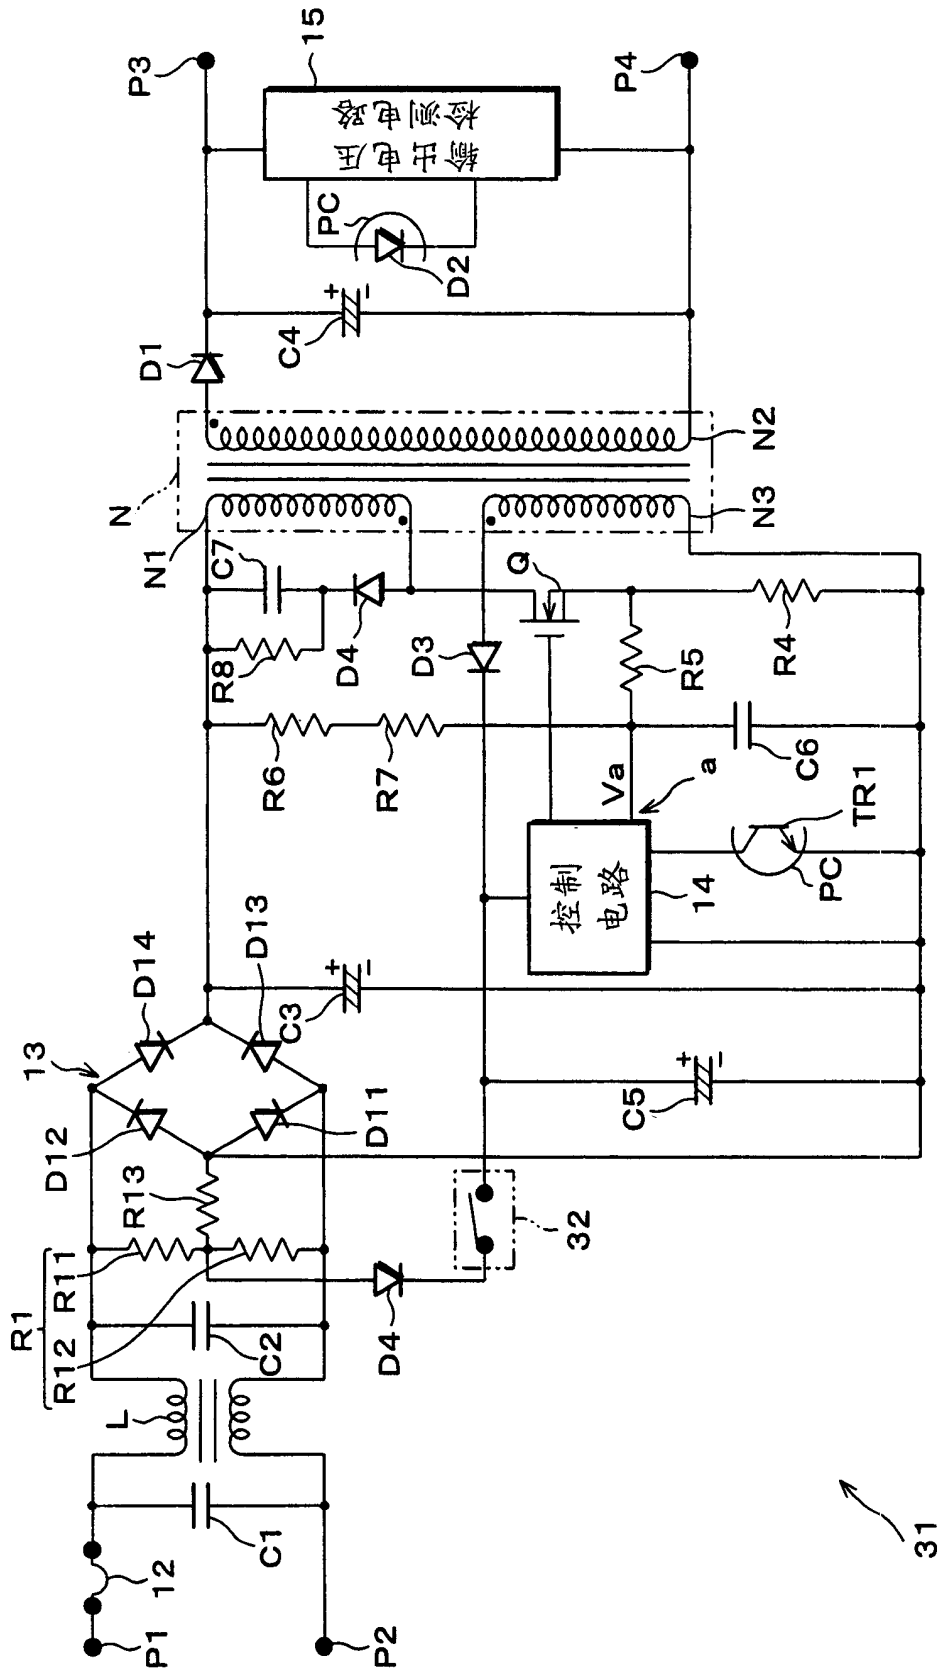 P1
P2
12
C1
L
R1
R11
R12
C2
R13
D4
32
D12
D11
13
D14
D13
C3
+
−
C5
+
−
控制
电路
14
Va
a
PC
TR1
C6
R6
R7
R8
C7
D4
D3
R5
R4
Q
N
N1
N2
N3
D1
C4
+
−
PC
D2
输出电压
检测电路
15
P3
P4
31